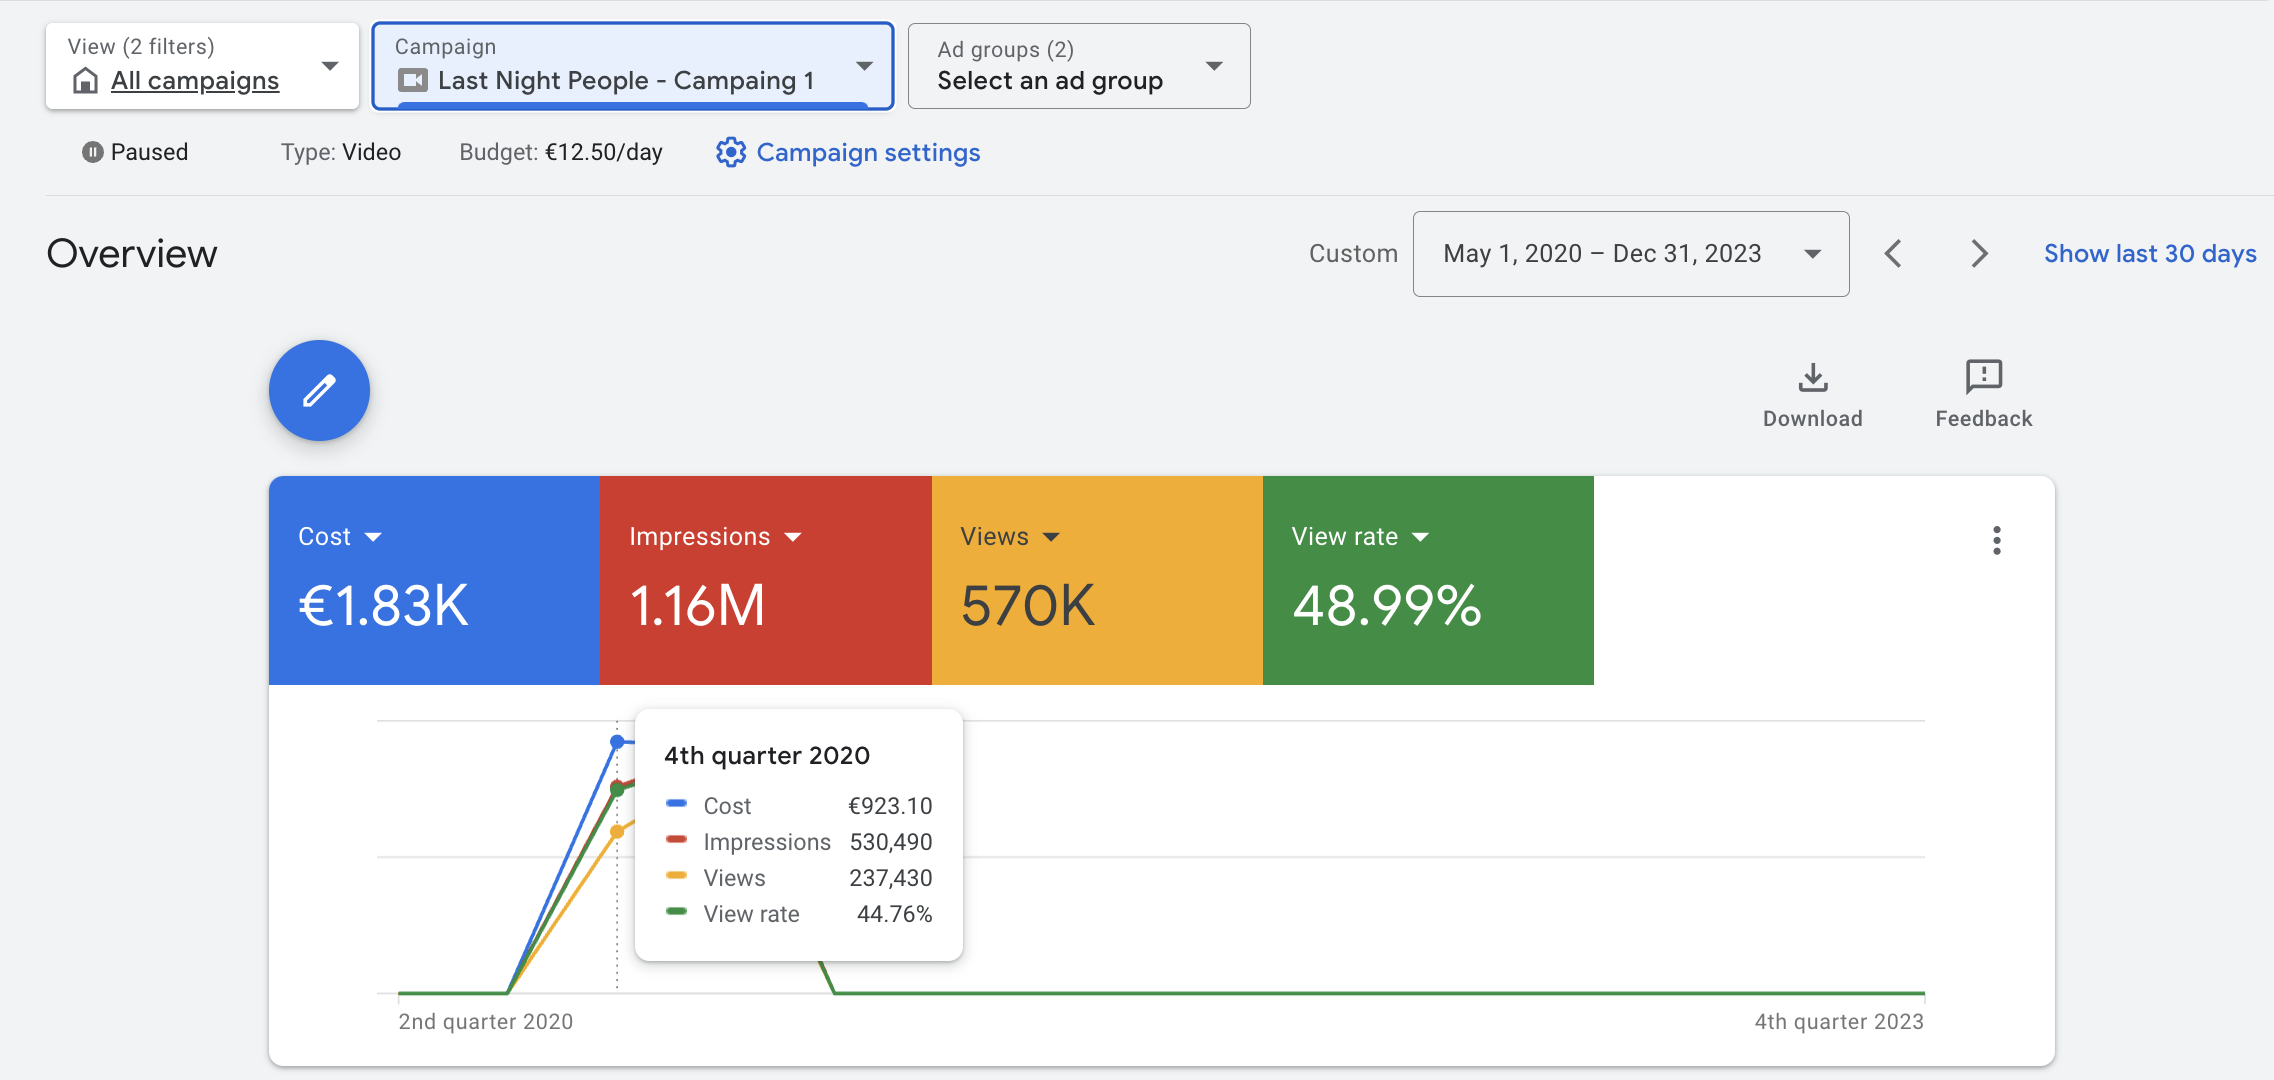 View (2 filters)
All campaigns
Campaign
Last Night People - Campaing 1
Ad groups (2)
Select an ad group
Paused
Type: Video
Budget: €12.50/day
Campaign settings
Overview
Custom
May 1, 2020 – Dec 31, 2023
Show last 30 days
Download
Feedback
Cost
€1.83K
Impressions
1.16M
Views
570K
View rate
48.99%
4th quarter 2020
Cost €923.10
Impressions 530,490
Views 237,430
View rate 44.76%
2nd quarter 2020
4th quarter 2023